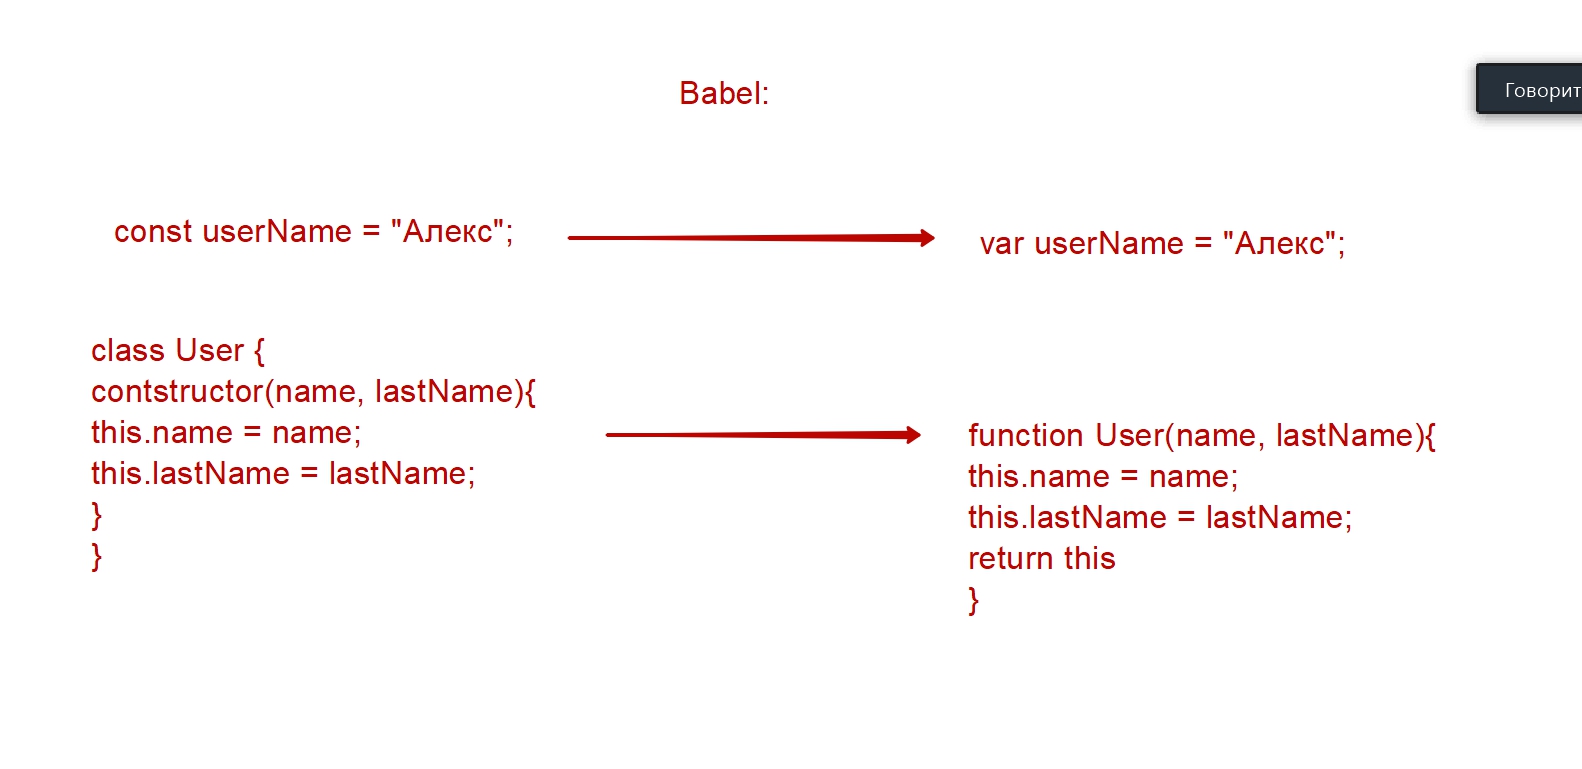 Babel:
Говорит
const userName = "Алекс";
var userName = "Алекс";
class User {
contstructor(name, lastName){
this.name = name;
this.lastName = lastName;
}
}
function User(name, lastName){
this.name = name;
this.lastName = lastName;
return this
}